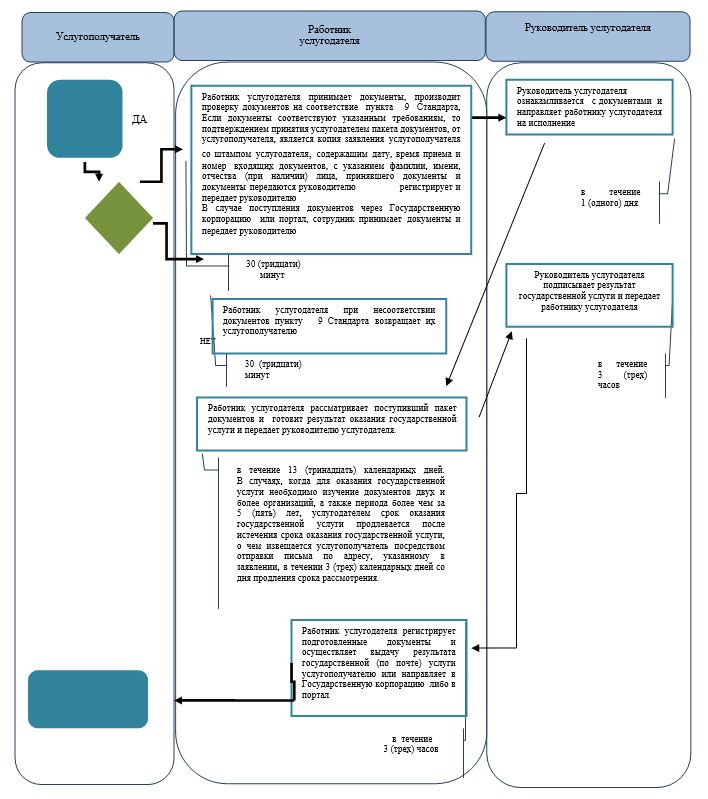 Услугополучатель
Работник
услугодателя
Руководитель услугодателя
ДА
Работник услугодателя принимает документы, производит
проверку документов на соответствие пункта 9 Стандарта,
Если документы соответствуют указанным требованиям, то
подтверждением принятия услугодателем пакета документов, от
услугополучателя, является копия заявления услугополучателя
со штампом услугодателя, содержащим дату, время приема и
номер входящих документов, с указанием фамилии, имени,
отчества (при наличии) лица, принявшего документы и
документы передаются руководителю регистрирует и
передает руководителю
В случае поступления документов через Государственную
корпорацию или портал, сотрудник принимает документы и
передает руководителю
30 (тридцати)
минут
Руководитель услугодателя
ознакамливается с документами и
направляет работнику услугодателя
на исполнение
в течение
1 (одного) дня
Работник услугодателя при несоответствии
документов пункту 9 Стандарта возвращает их
услугополучателю
НЕТ
30 (тридцати)
минут
Руководитель услугодателя
подписывает результат
государственной услуги и передает
работнику услугодателя
в течение
3 (трех)
часов
Работник услугодателя рассматривает поступивший пакет
документов и готовит результат оказания государственной
услуги и передает руководителю услугодателя.
в течение 13 (тринадцать) календарных дней.
В случаях, когда для оказания государственной
услуги необходимо изучение документов двух и
более организаций, а также периода более чем за
5 (пять) лет, услугодателем срок оказания
государственной услуги продлевается после
истечения срока оказания государственной услуги,
о чем извещается услугополучатель посредством
отправки письма по адресу, указанному в
заявлении, в течении 3 (трех) календарных дней со
дня продления срока рассмотрения.
Работник услугодателя регистрирует
подготовленные документы и
осуществляет выдачу результата
государственной (по почте) услуги
услугополучателю или направляет в
Государственную корпорацию либо в
портал
в течение
3 (трех) часов